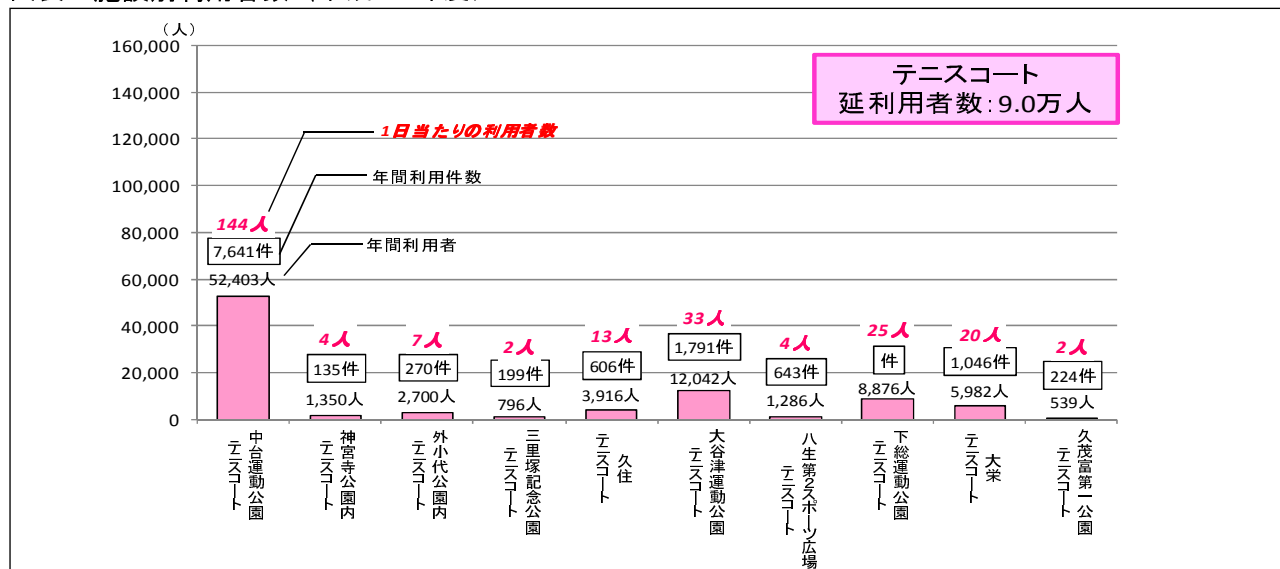 (人)
160,000
140,000
120,000
100,000
80,000
60,000
40,000
20,000
0
テニスコート
延利用者数:9.0万人
1日当たりの利用者数
年間利用件数
年間利用者
144人
7,641件
52,403人
4人
135件
1,350人
7人
270件
2,700人
2人
199件
796人
13人
606件
3,916人
33人
1,791件
12,042人
4人
643件
1,286人
25人
件
8,876人
20人
1,046件
5,982人
2人
224件
539人
中台運動公園
テニスコート
神宮寺公園内
テニスコート
外小代公園内
テニスコート
三里塚記念公園
テニスコート
久住
テニスコート
大谷津運動公園
テニスコート
八生第2スポーツ広場
テニスコート
下総運動公園
テニスコート
大栄
テニスコート
久茂富第一公園
テニスコート